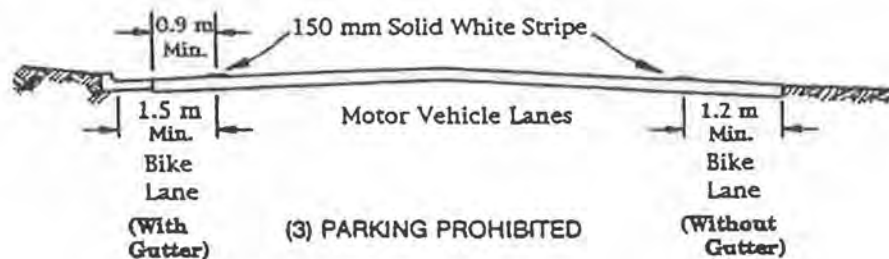 0.9 m
Min.
150 mm Solid White Stripe
1.5 m
Min.
Bike
Lane
(With
Gutter)
Motor Vehicle Lanes
(3) PARKING PROHIBITED
1.2 m
Min.
Bike
Lane
(Without
Gutter)